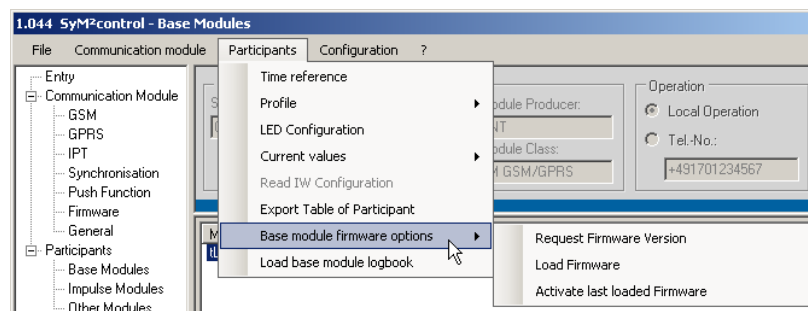 1.044 SyM²control - Base Modules
File Communication module Participants Configuration ?
Entry
Communication Module
GSM
GPRS
IPT
Synchronisation
Push Function
Firmware
General
Participants
Base Modules
Impulse Modules
Other Modules
Time reference
Profile
LED Configuration
Current values
Read IW Configuration
Export Table of Participant
Base module firmware options
Load base module logbook
Request Firmware Version
Load Firmware
Activate last loaded Firmware
Producer:
Class:
GSM/GPRS
Operation
Local Operation
Tel.-No.:
+491701234567